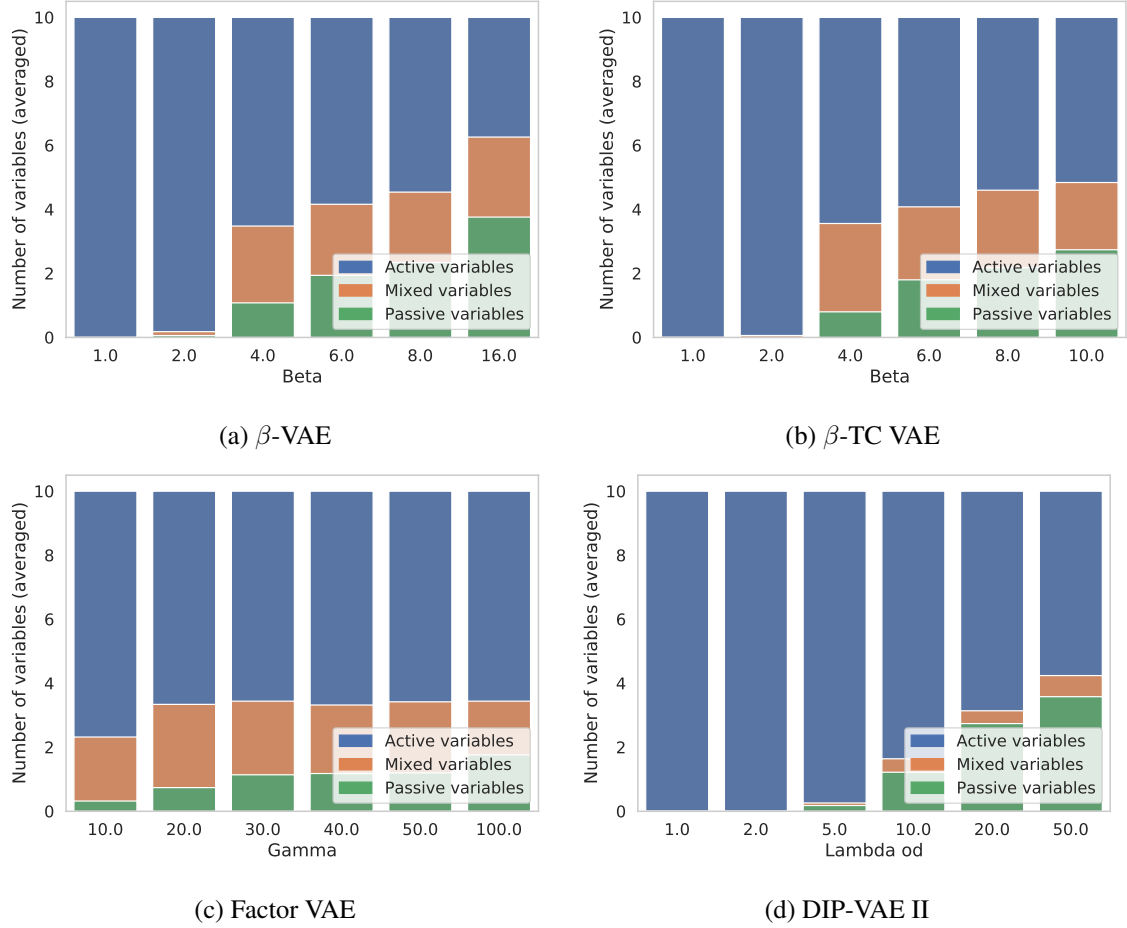 Number of variables (averaged)
10
8
6
4
2
0
Active variables
Mixed variables
Passive variables
1.0 2.0 4.0 6.0 8.0 16.0
Beta
(a) β-VAE
Number of variables (averaged)
10
8
6
4
2
0
Active variables
Mixed variables
Passive variables
1.0 2.0 4.0 6.0 8.0 10.0
Beta
(b) β-TC VAE
Number of variables (averaged)
10
8
6
4
2
0
Active variables
Mixed variables
Passive variables
10.0 20.0 30.0 40.0 50.0 100.0
Gamma
(c) Factor VAE
Number of variables (averaged)
10
8
6
4
2
0
Active variables
Mixed variables
Passive variables
1.0 2.0 5.0 10.0 20.0 50.0
Lambda od
(d) DIP-VAE II